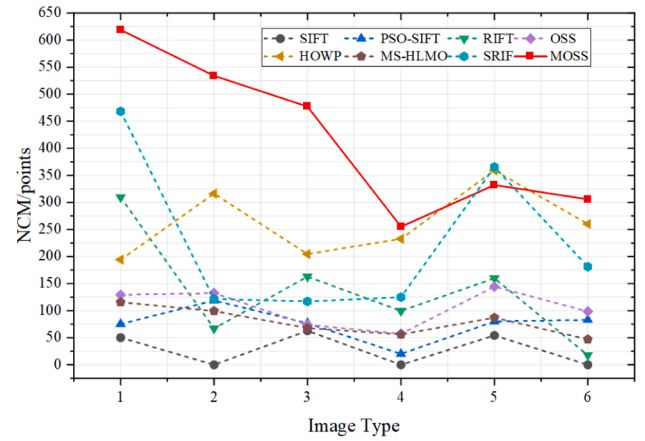 650
600
550
500
450
400
350
300
250
200
150
100
50
0
NCM/points
SIFT PSO-SIFT RIFT OSS
HOWP MS-HLMO SRIF MOSS
1 2 3 4 5 6
Image Type